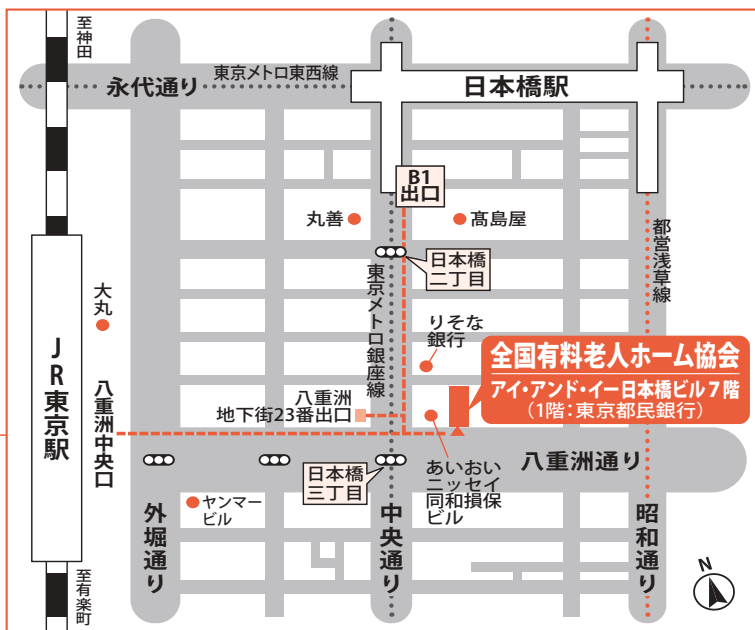 至神田
東京メトロ東西線
永代通り
日本橋駅
B1
出口
丸善
髙島屋
日本橋
二丁目
都営浅草線
東京メトロ銀座線
大丸
りそな
銀行
全国有料老人ホーム協会
アイ・アンド・イー日本橋ビル7階
(1階:東京都民銀行)
JR東京駅
八重洲中央口
八重洲
地下街23番出口
日本橋
三丁目
あいおい
ニッセイ
同和損保
ビル
八重洲通り
ヤンマー
ビル
外堀通り
中央通り
昭和通り
至有楽町
N